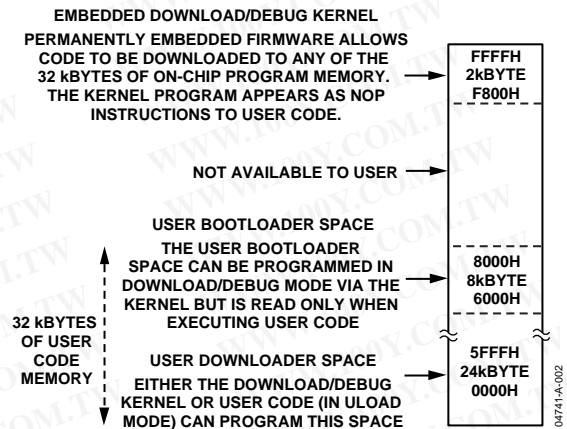 EMBEDDED DOWNLOAD/DEBUG KERNEL
PERMANENTLY EMBEDDED FIRMWARE ALLOWS
CODE TO BE DOWNLOADED TO ANY OF THE
32 kBYTES OF ON-CHIP PROGRAM MEMORY.
THE KERNEL PROGRAM APPEARS AS NOP
INSTRUCTIONS TO USER CODE.
FFFFH
2kBYTE
F800H
NOT AVAILABLE TO USER
USER BOOTLOADER SPACE
THE USER BOOTLOADER
SPACE CAN BE PROGRAMMED IN
DOWNLOAD/DEBUG MODE VIA THE
KERNEL BUT IS READ ONLY WHEN
EXECUTING USER CODE
8000H
8kBYTE
6000H
32 kBYTES
OF USER
CODE
MEMORY
USER DOWNLOADER SPACE
EITHER THE DOWNLOAD/DEBUG
KERNEL OR USER CODE (IN ULOAD
MODE) CAN PROGRAM THIS SPACE
5FFFH
24kBYTE
0000H
04741-A-002
WWW.100Y.COM.TW